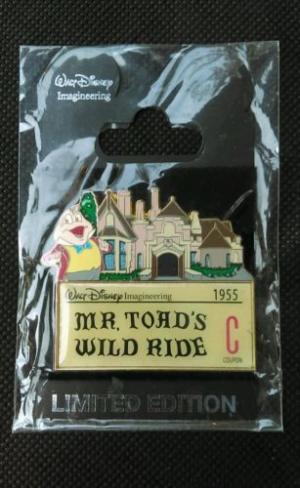 Walt Disney
Imagineering
Walt Disney Imagineering 1955
MR. TOAD'S
WILD RIDE
C
COUPON
LIMITED EDITION